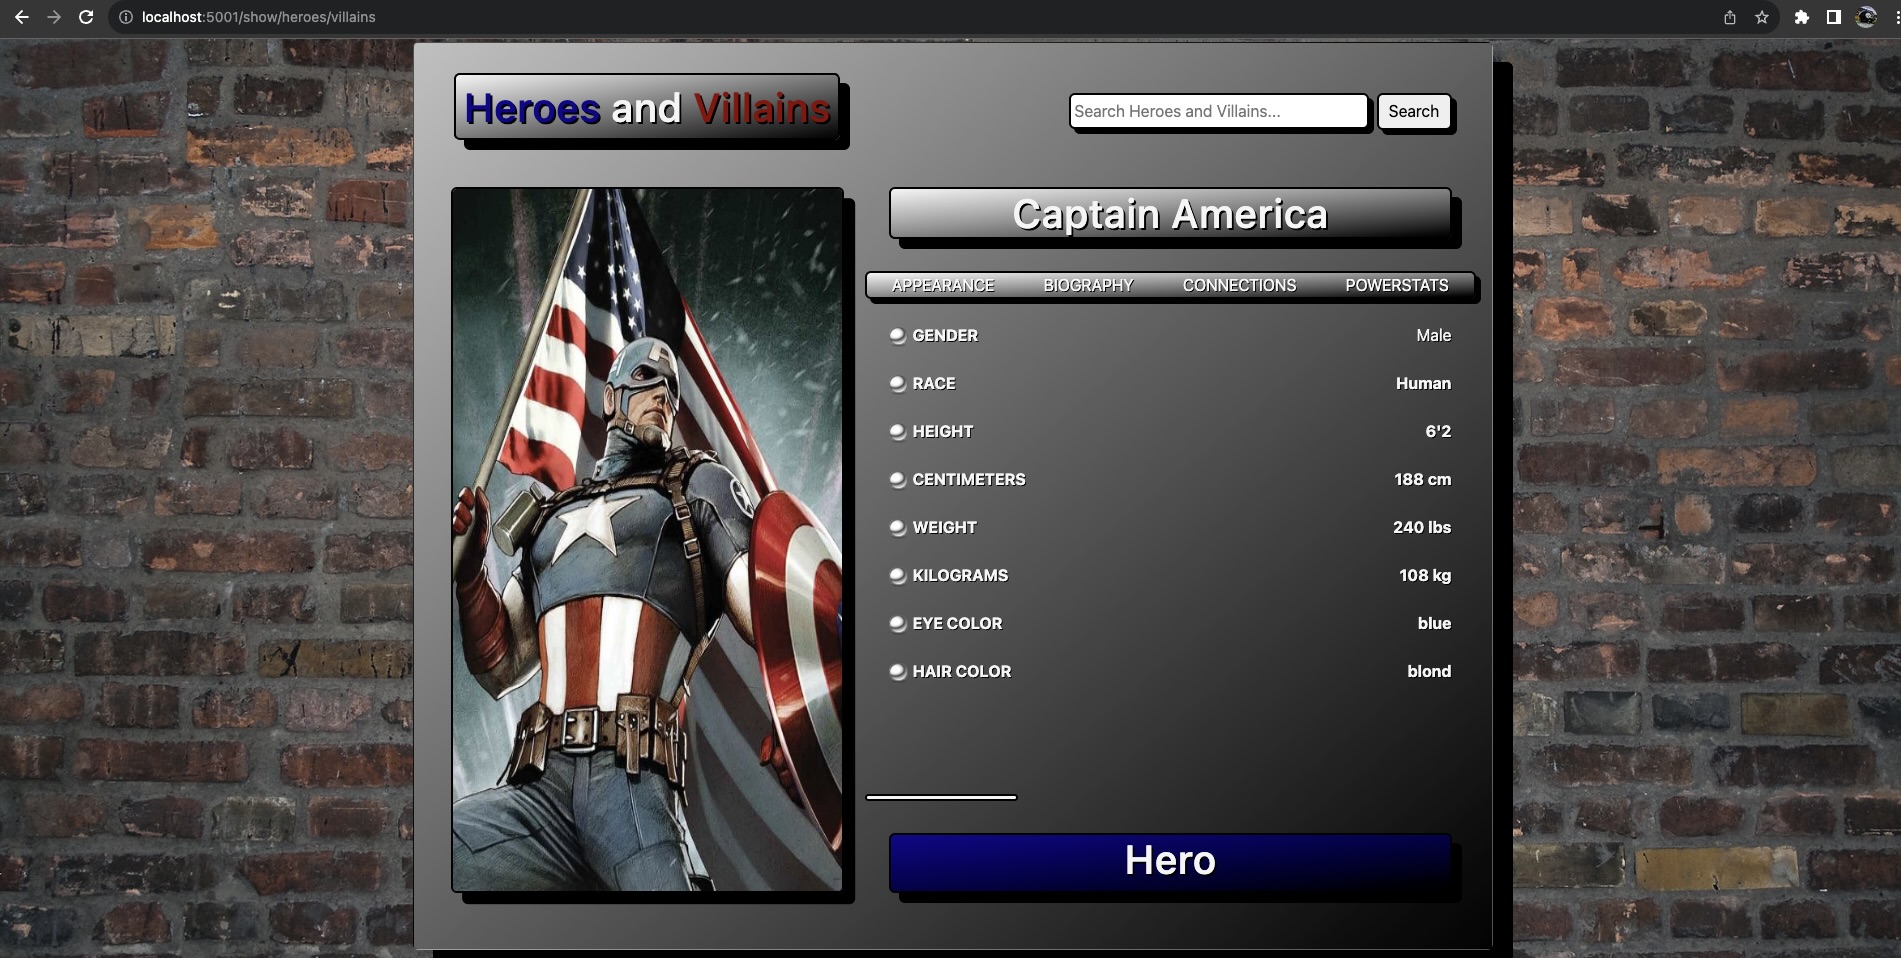 localhost:5001/show/heroes/villains
Heroes and Villains
Search Heroes and Villains...
Search
Captain America
APPEARANCE BIOGRAPHY CONNECTIONS POWERSTATS
GENDER Male
RACE Human
HEIGHT 6'2
CENTIMETERS 188 cm
WEIGHT 240 lbs
KILOGRAMS 108 kg
EYE COLOR blue
HAIR COLOR blond
Hero